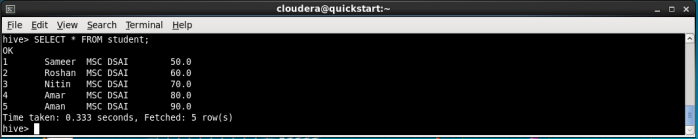 cloudera@quickstart:~
File Edit View Search Terminal Help
hive> SELECT * FROM student;
OK
1 Sameer MSC DSAI 50.0
2 Roshan MSC DSAI 60.0
3 Nitin MSC DSAI 70.0
4 Amar MSC DSAI 80.0
5 Aman MSC DSAI 90.0
Time taken: 0.333 seconds, Fetched: 5 row(s)
hive>